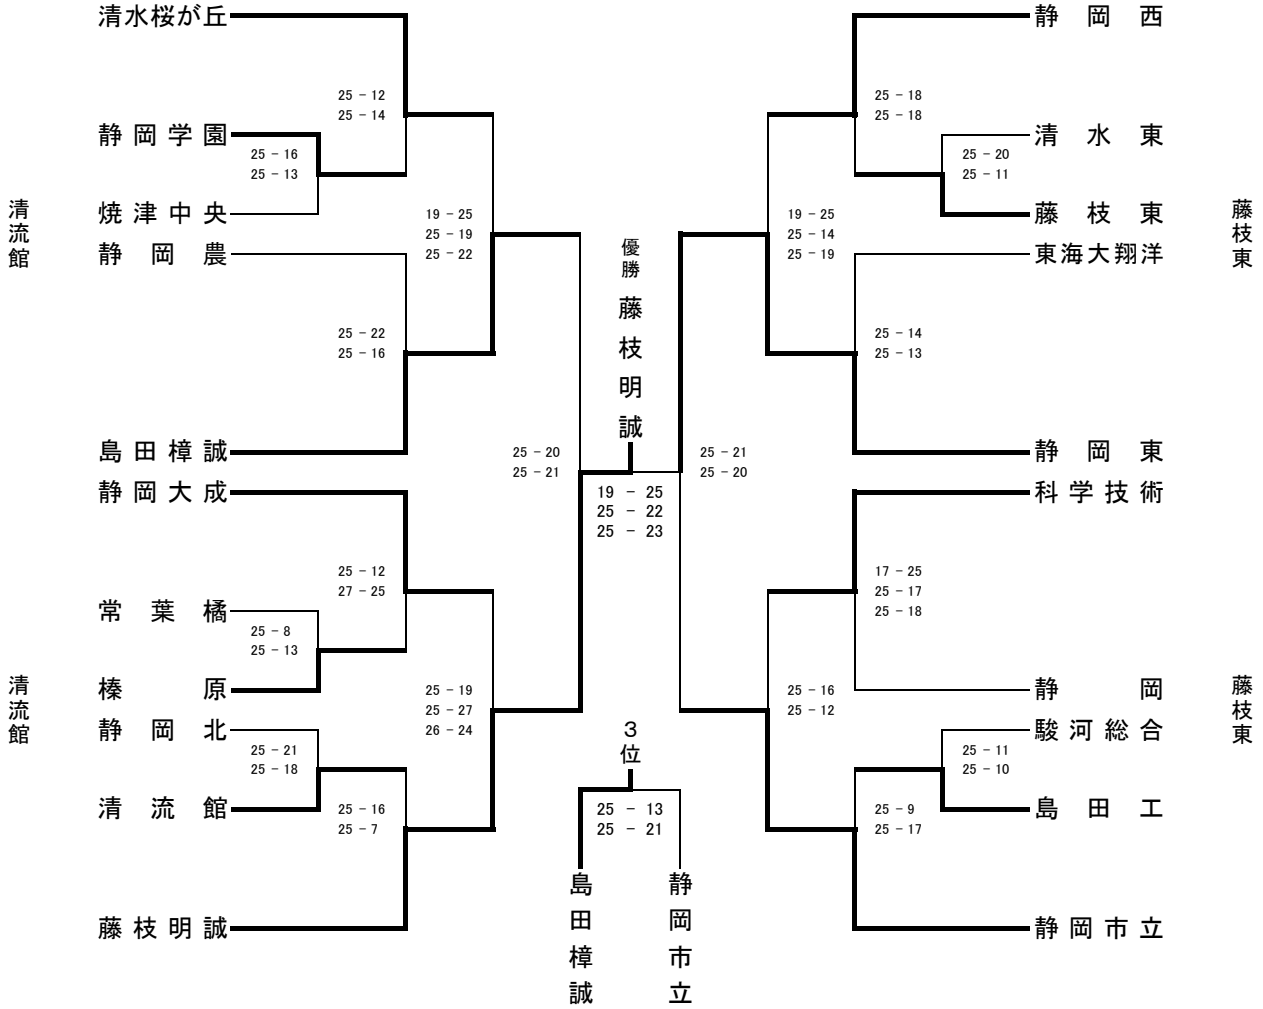 清水桜が丘
25 - 12
25 - 14
静岡学園
25 - 16
25 - 13
焼津中央
静岡農
19 - 25
25 - 19
25 - 22
25 - 22
25 - 16
島田樟誠
清流館
25 - 20
25 - 21
静岡大成
25 - 12
27 - 25
常葉橘
25 - 8
25 - 13
榛原
静岡北
25 - 21
25 - 18
清流館
25 - 19
25 - 27
26 - 24
25 - 16
25 - 7
藤枝明誠
清流館
優勝
藤枝明誠
19 - 25
25 - 22
25 - 23
3位
25 - 13
25 - 21
島田樟誠
静岡市立
静岡西
25 - 18
25 - 18
清水東
25 - 20
25 - 11
藤枝東
東海大翔洋
19 - 25
25 - 14
25 - 19
25 - 14
25 - 13
静岡東
藤枝東
25 - 21
25 - 20
科学技術
17 - 25
25 - 17
25 - 18
静岡
駿河総合
25 - 11
25 - 10
島田工
25 - 16
25 - 12
25 - 9
25 - 17
静岡市立
藤枝東